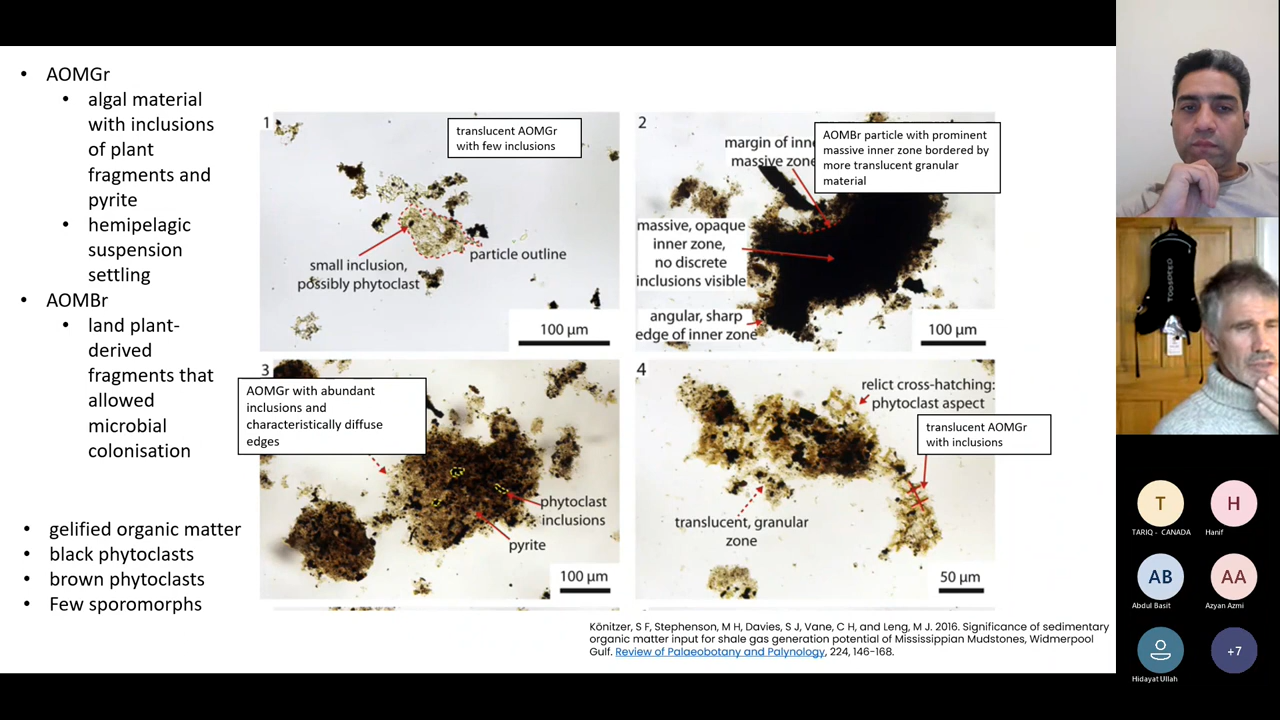 • AOMGr
• algal material
with inclusions
of plant
fragments and
pyrite
• hemipelagic
suspension
settling
• AOMBr
• land plant-
derived
fragments that
allowed
microbial
colonisation
• gelified organic matter
• black phytoclasts
• brown phytoclasts
• Few sporomorphs
1
translucent AOMGr
with few inclusions
small inclusion,
possibly phytoclast
particle outline
100 µm
2
margin of inn
massive zone
AOMBr particle with prominent
massive inner zone bordered by
more translucent granular
material
massive, opaque
inner zone,
no discrete
inclusions visible
angular, sharp
edge of inner zone
100 µm
3
AOMGr with abundant
inclusions and
characteristically diffuse
edges
phytoclast
inclusions
pyrite
100 µm
4
relict cross-hatching:
phytoclast aspect
translucent AOMGr
with inclusions
translucent, granular
zone
50 µm
Könitzer, S F, Stephenson, M H, Davies, S J, Vane, C H, and Leng, M J. 2016. Significance of sedimentary
organic matter input for shale gas generation potential of Mississippian Mudstones, Widmerpool
Gulf. Review of Palaeobotany and Palynology, 224, 146-168.
TOOSPEED
T
TARIQ - CANADA
H
Hanif
AB
Abdul Basit
AA
Azyan Azmi
Hidayat Ullah
+7